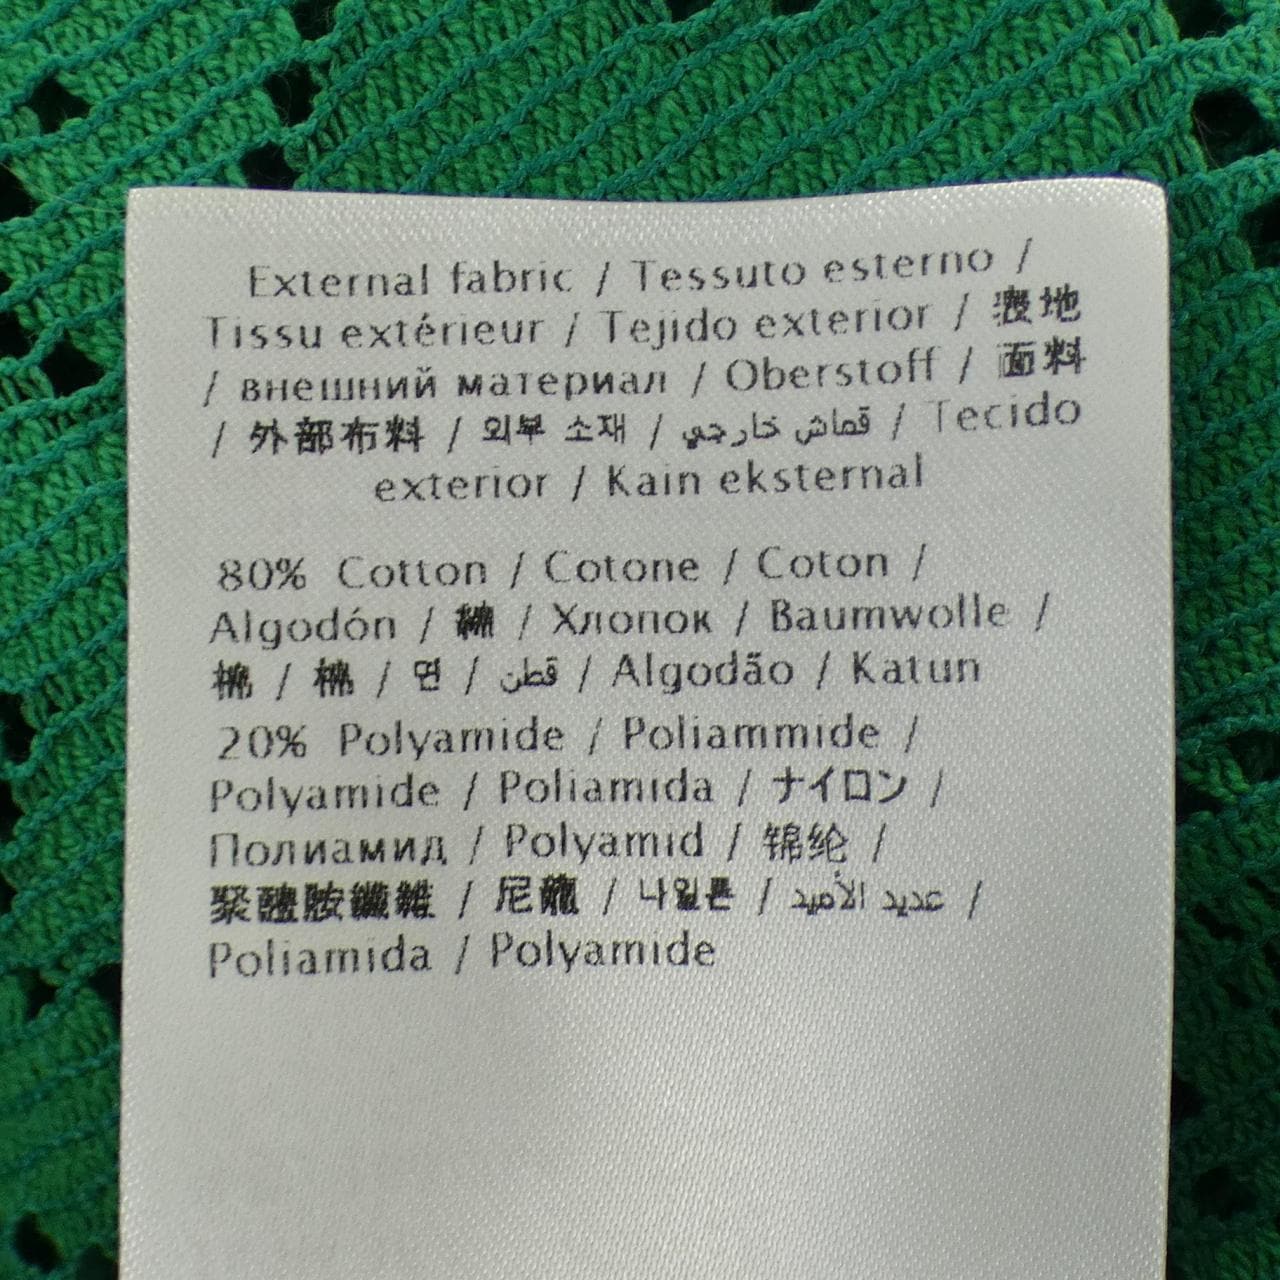 External fabric / Tessuto esterno /
Tissu extérieur / Tejido exterior / 表地
/ внешний материал / Oberstoff / 面料
/ 外部布料 / 외부 소재 / قماش خارجي / Tecido
exterior / Kain eksternal
80% Cotton / Cotone / Coton /
Algodón / 綿 / Хлопок / Baumwolle /
棉 / 棉 / 면 / قطن / Algodão / Katun
20% Polyamide / Poliammide /
Polyamide / Poliamida / ナイロン /
Полиамид / Polyamid / 锦纶 /
聚醯胺纖維 / 尼龍 / 나일론 / عديد الأميد /
Poliamida / Polyamide